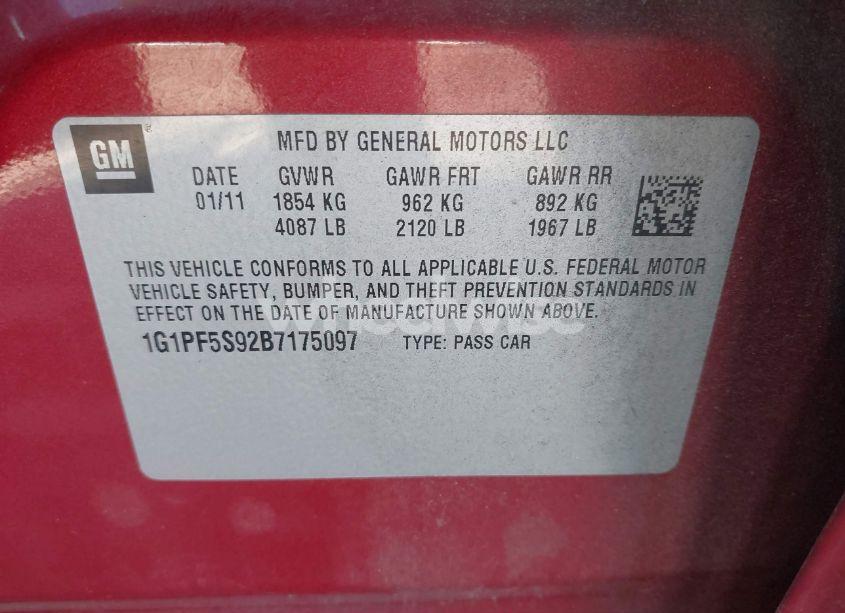 GM
MFD BY GENERAL MOTORS LLC
DATE GVWR GAWR FRT GAWR RR
01/11 1854 KG 962 KG 892 KG
4087 LB 2120 LB 1967 LB
THIS VEHICLE CONFORMS TO ALL APPLICABLE U.S. FEDERAL MOTOR
VEHICLE SAFETY, BUMPER, AND THEFT PREVENTION STANDARDS IN
EFFECT ON THE DATE OF MANUFACTURE SHOWN ABOVE.
wheelwise
1G1PF5S92B7175097 TYPE: PASS CAR